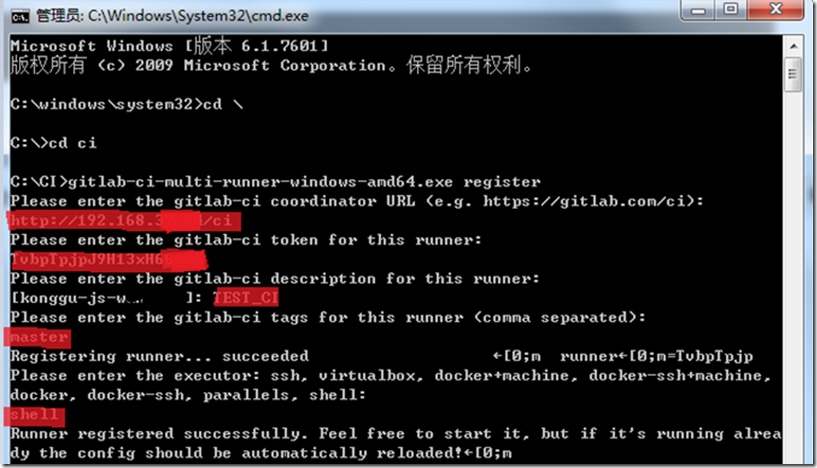 管理员: C:\Windows\System32\cmd.exe
Microsoft Windows [版本 6.1.7601]
版权所有 (c) 2009 Microsoft Corporation。保留所有权利。
C:\windows\system32>cd \
C:\>cd ci
C:\CI>gitlab-ci-multi-runner-windows-amd64.exe register
Please enter the gitlab-ci coordinator URL (e.g. https://gitlab.com/ci):
http://192.168.3 /ci
Please enter the gitlab-ci token for this runner:
TvbpTpjpJ9H13xH6
Please enter the gitlab-ci description for this runner:
[konggu-js-w ]: TEST_CI
Please enter the gitlab-ci tags for this runner (comma separated):
master
Registering runner... succeeded ←[0;m runner←[0;m=TvbpTpjp
Please enter the executor: ssh, virtualbox, docker+machine, docker-ssh+machine,
docker, docker-ssh, parallels, shell:
shell
Runner registered successfully. Feel free to start it, but if it's running alrea
dy the config should be automatically reloaded!←[0;m